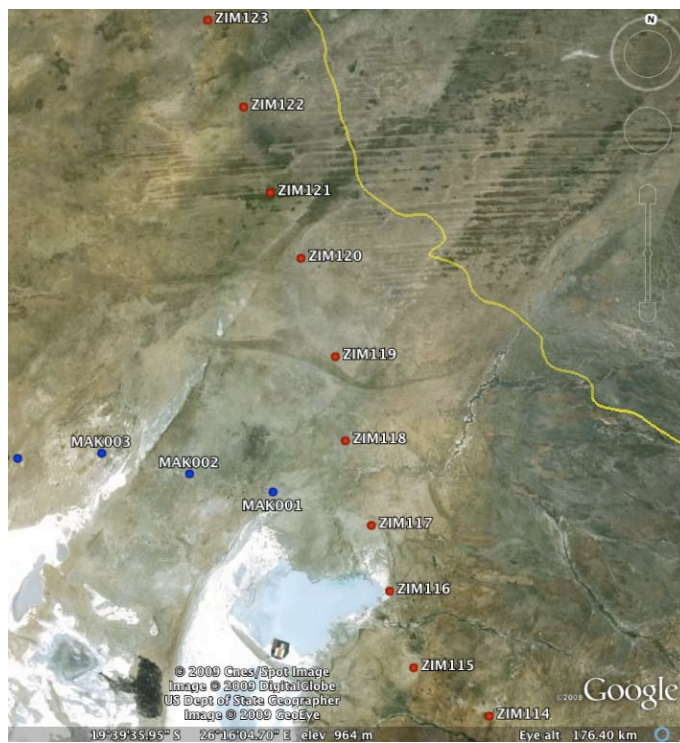 ZIM123
N
ZIM122
ZIM121
ZIM120
ZIM119
ZIM118
MAK003
MAK002
MAK001
ZIM117
ZIM116
ZIM115
© 2009 Cnes/Spot Image
Image © 2009 DigitalGlobe
US Dept of State Geographer
Image © 2009 GeoEye
©2009 Google
ZIM114
19°39'35.95" S 26°16'04.70" E elev 964 m Eye alt 176.40 km